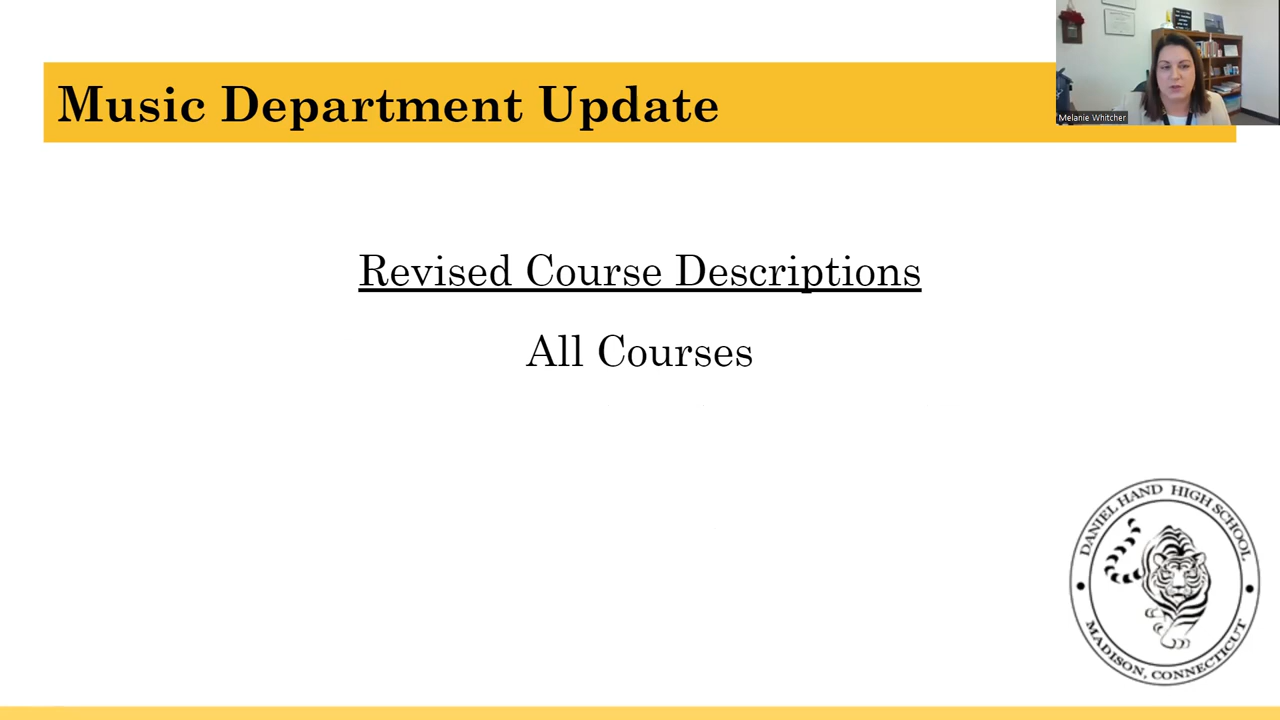 Music Department Update
Melanie Whitcher
Revised Course Descriptions
All Courses
DANIEL HAND HIGH SCHOOL
MADISON, CONNECTICUT